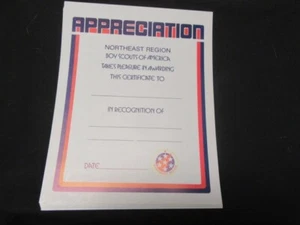 APPRECIATION
NORTHEAST REGION
BOY SCOUTS OF AMERICA
TAKES PLEASURE IN AWARDING
THIS CERTIFICATE TO
IN RECOGNITION OF
DATE